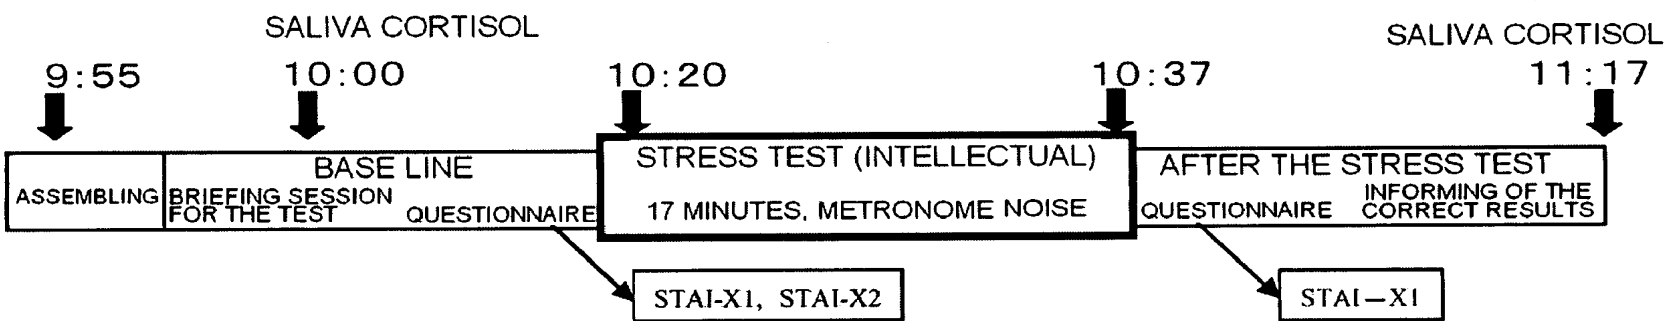 SALIVA CORTISOL
SALIVA CORTISOL
9:55 10:00 10:20 10:37 11:17
BASE LINE
STRESS TEST (INTELLECTUAL)
AFTER THE STRESS TEST
ASSEMBLING
BRIEFING SESSION
FOR THE TEST
QUESTIONNAIRE
17 MINUTES, METRONOME NOISE
QUESTIONNAIRE
INFORMING OF THE
CORRECT RESULTS
STAI-X1, STAI-X2
STAI—X1